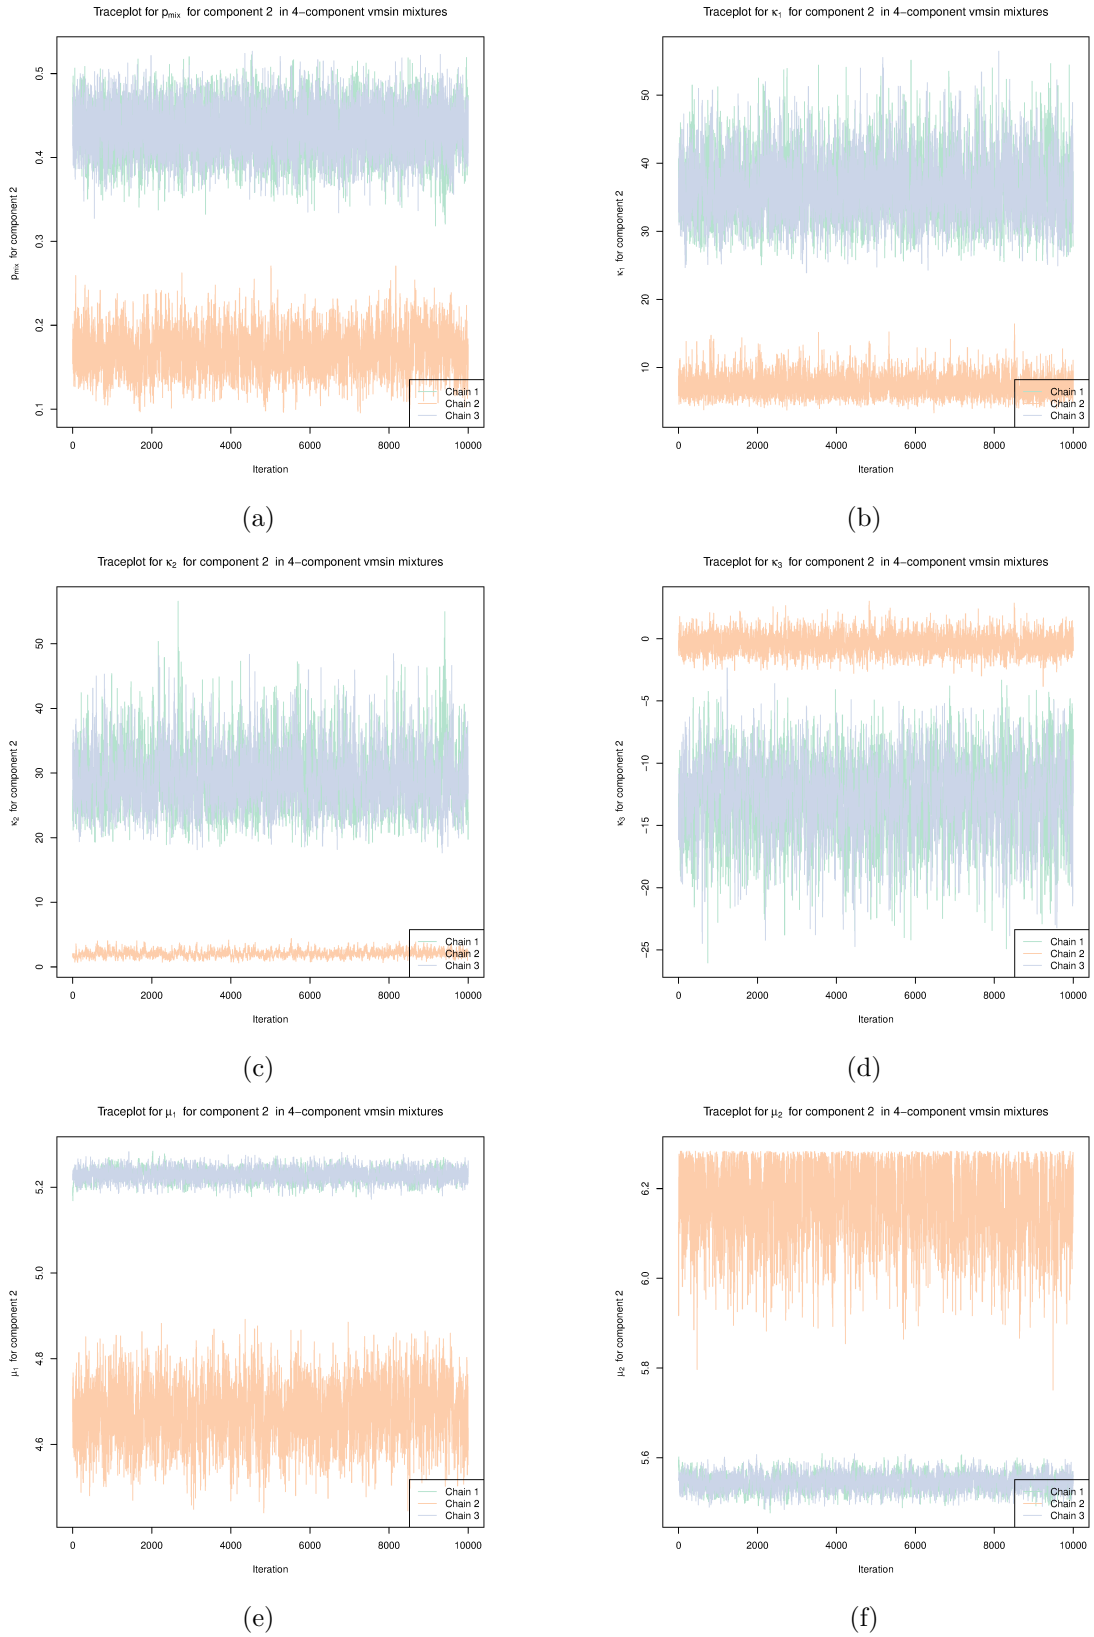 Traceplot for p_mix for component 2 in 4−component vmsin mixtures
p_mix for component 2
0.5
0.4
0.3
0.2
0.1
Chain 1
Chain 2
Chain 3
0 2000 4000 6000 8000 10000
Iteration
(a)
Traceplot for κ₁ for component 2 in 4−component vmsin mixtures
κ₁ for component 2
50
40
30
20
10
Chain 1
Chain 2
Chain 3
0 2000 4000 6000 8000 10000
Iteration
(b)
Traceplot for κ₂ for component 2 in 4−component vmsin mixtures
κ₂ for component 2
50
40
30
20
10
0
Chain 1
Chain 2
Chain 3
0 2000 4000 6000 8000 10000
Iteration
(c)
Traceplot for κ₃ for component 2 in 4−component vmsin mixtures
κ₃ for component 2
0
−5
−10
−15
−20
−25
Chain 1
Chain 2
Chain 3
0 2000 4000 6000 8000 10000
Iteration
(d)
Traceplot for μ₁ for component 2 in 4−component vmsin mixtures
μ₁ for component 2
5.2
5.0
4.8
4.6
Chain 1
Chain 2
Chain 3
0 2000 4000 6000 8000 10000
Iteration
(e)
Traceplot for μ₂ for component 2 in 4−component vmsin mixtures
μ₂ for component 2
6.2
6.0
5.8
5.6
Chain 1
Chain 2
Chain 3
0 2000 4000 6000 8000 10000
Iteration
(f)